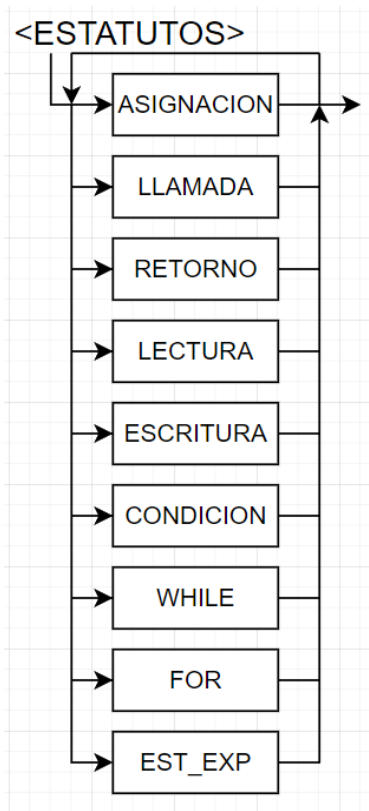 <ESTATUTOS>
ASIGNACION
LLAMADA
RETORNO
LECTURA
ESCRITURA
CONDICION
WHILE
FOR
EST_EXP